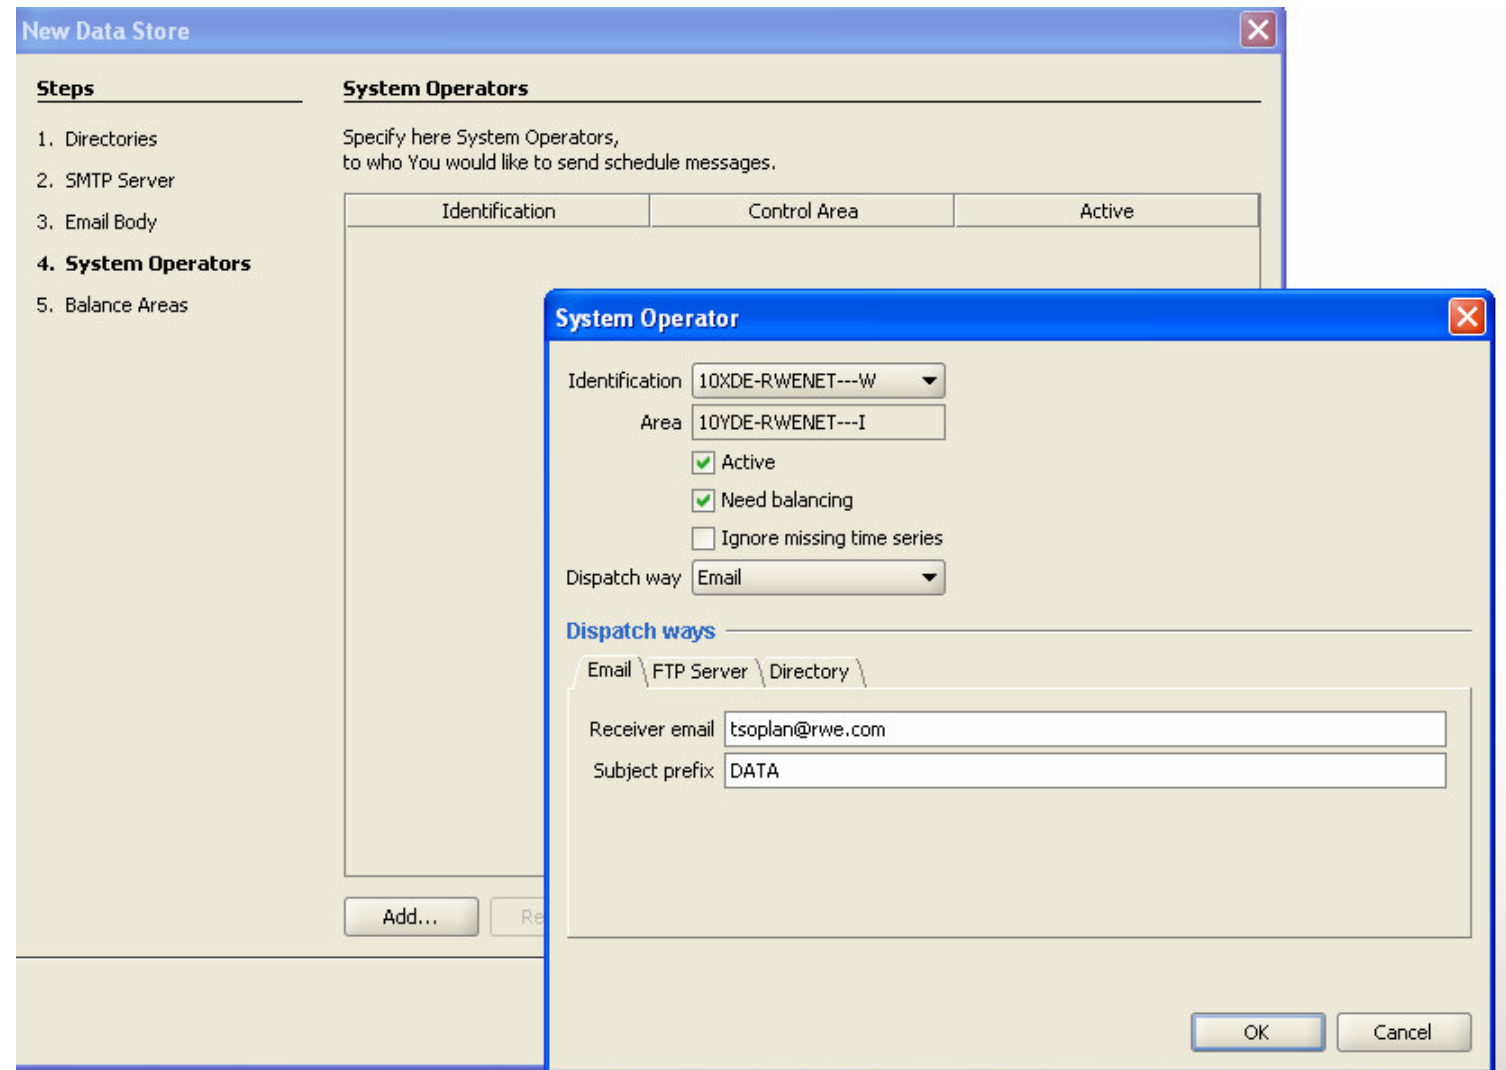 New Data Store
Steps
1. Directories
2. SMTP Server
3. Email Body
4. System Operators
5. Balance Areas
System Operators
Specify here System Operators,
to who You would like to send schedule messages.
Identification Control Area Active
Add...
System Operator
Identification 10XDE-RWENET---W
Area 10YDE-RWENET---I
Active
Need balancing
Ignore missing time series
Dispatch way Email
Dispatch ways
Email FTP Server Directory
Receiver email tsoplan@rwe.com
Subject prefix DATA
OK Cancel